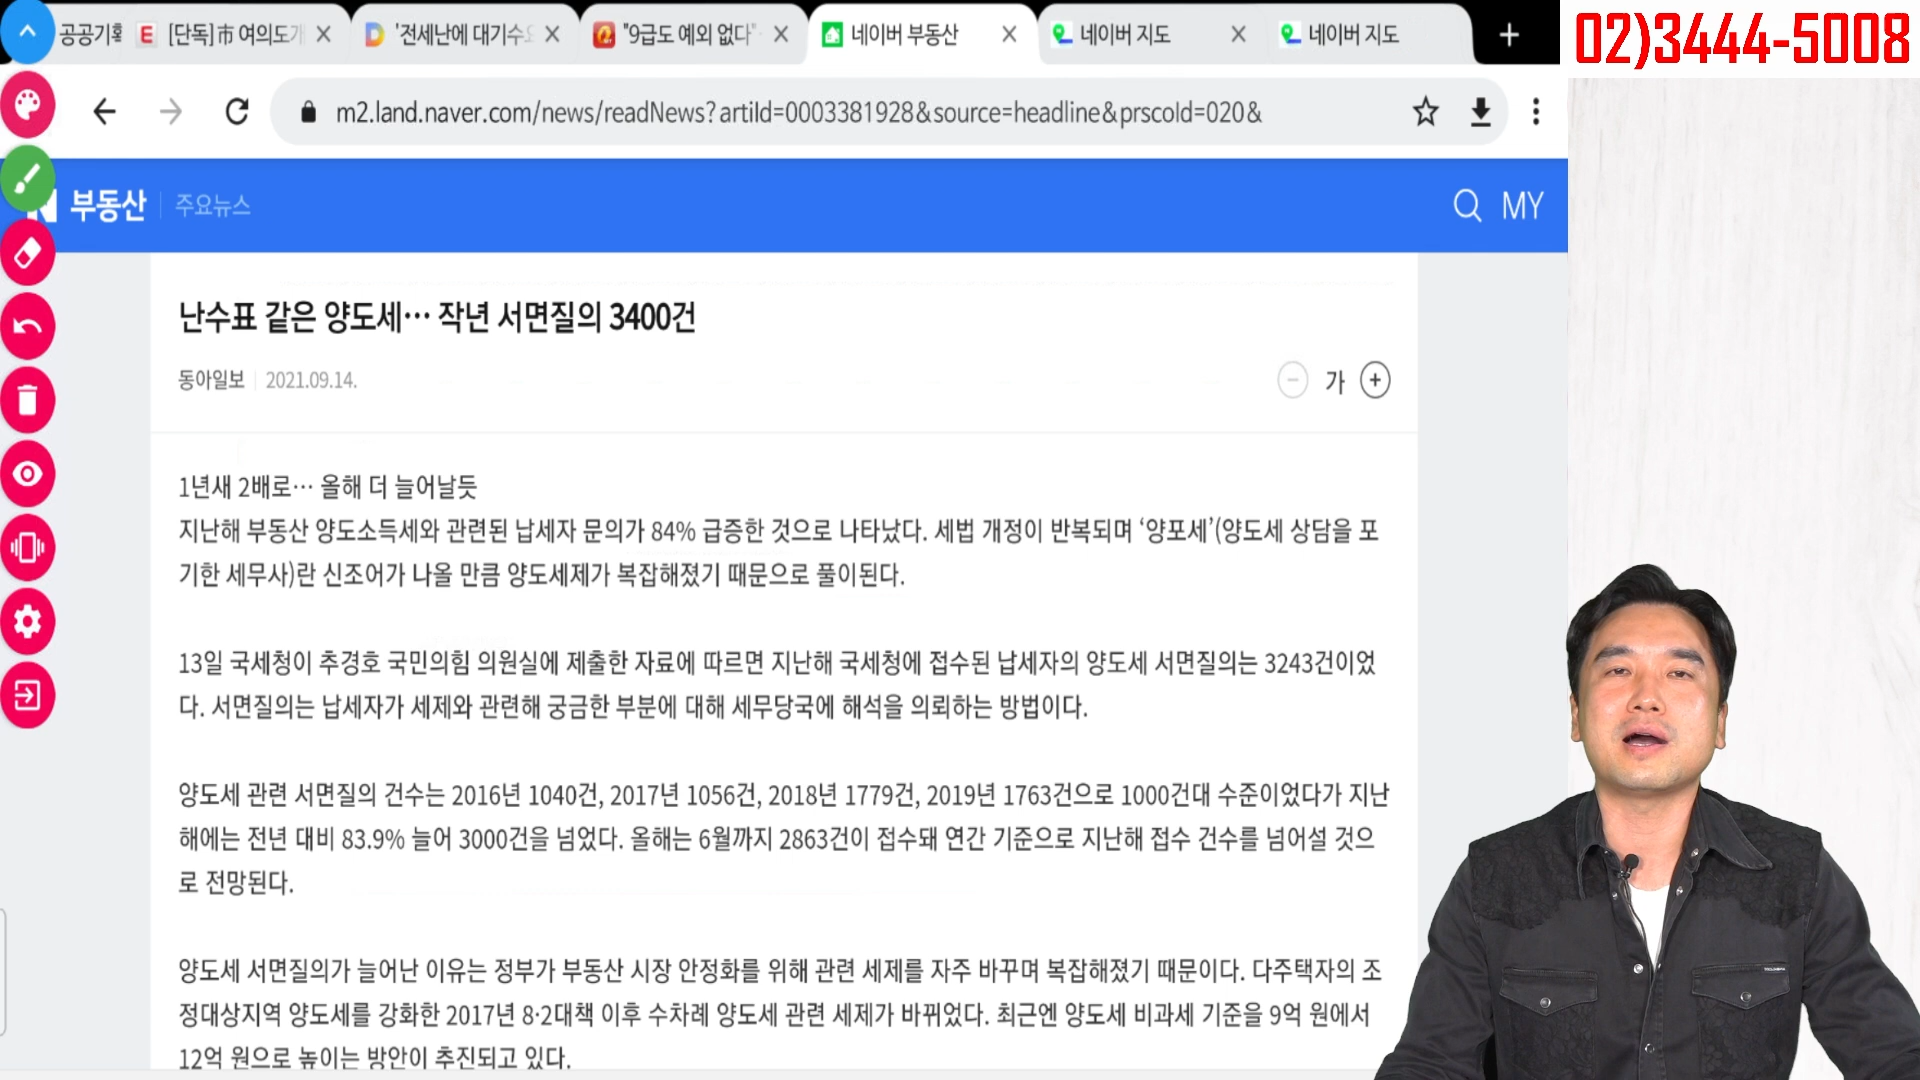 공공기획
[단독]市 여의도개
'전세난에 대기수요
"9급도 예외 없다"
네이버 부동산
네이버 지도
네이버 지도
02)3444-5008
m2.land.naver.com/news/readNews?artiId=0003381928&source=headline&prscoId=020&
N 부동산 주요뉴스
MY
난수표 같은 양도세… 작년 서면질의 3400건
동아일보 2021.09.14.
가
1년새 2배로… 올해 더 늘어날듯
지난해 부동산 양도소득세와 관련된 납세자 문의가 84% 급증한 것으로 나타났다. 세법 개정이 반복되며 ‘양포세’(양도세 상담을 포
기한 세무사)란 신조어가 나올 만큼 양도세제가 복잡해졌기 때문으로 풀이된다.
13일 국세청이 추경호 국민의힘 의원실에 제출한 자료에 따르면 지난해 국세청에 접수된 납세자의 양도세 서면질의는 3243건이었
다. 서면질의는 납세자가 세제와 관련해 궁금한 부분에 대해 세무당국에 해석을 의뢰하는 방법이다.
양도세 관련 서면질의 건수는 2016년 1040건, 2017년 1056건, 2018년 1779건, 2019년 1763건으로 1000건대 수준이었다가 지난
해에는 전년 대비 83.9% 늘어 3000건을 넘었다. 올해는 6월까지 2863건이 접수돼 연간 기준으로 지난해 접수 건수를 넘어설 것으
로 전망된다.
양도세 서면질의가 늘어난 이유는 정부가 부동산 시장 안정화를 위해 관련 세제를 자주 바꾸며 복잡해졌기 때문이다. 다주택자의 조
정대상지역 양도세를 강화한 2017년 8·2대책 이후 수차례 양도세 관련 세제가 바뀌었다. 최근엔 양도세 비과세 기준을 9억 원에서
12억 원으로 높이는 방안이 추진되고 있다.